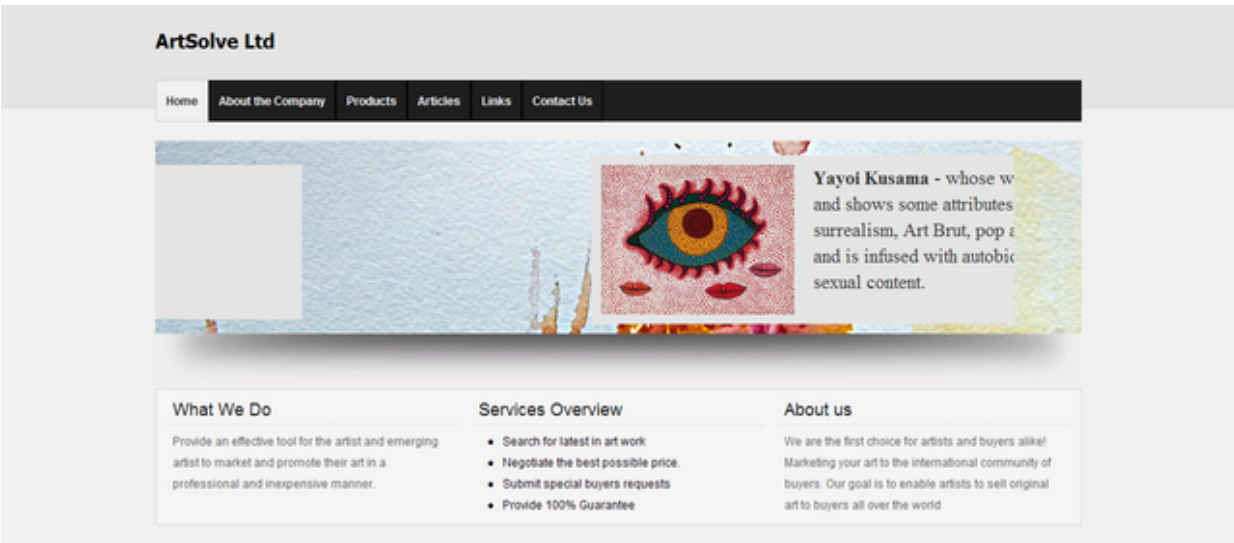 ArtSolve Ltd
Home About the Company Products Articles Links Contact Us
Yayoi Kusama - whose w
and shows some attributes
surrealism, Art Brut, pop a
and is infused with autobio
sexual content.
What We Do
Provide an effective tool for the artist and emerging
artist to market and promote their art in a
professional and inexpensive manner.
Services Overview
• Search for latest in art work
• Negotiate the best possible price.
• Submit special buyers requests
• Provide 100% Guarantee
About us
We are the first choice for artists and buyers alike!
Marketing your art to the international community of
buyers. Our goal is to enable artists to sell original
art to buyers all over the world